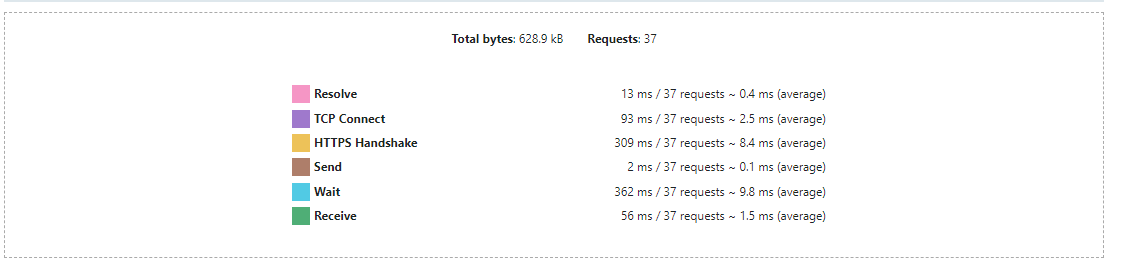 Total bytes: 628.9 kB Requests: 37
Resolve 13 ms / 37 requests ~ 0.4 ms (average)
TCP Connect 93 ms / 37 requests ~ 2.5 ms (average)
HTTPS Handshake 309 ms / 37 requests ~ 8.4 ms (average)
Send 2 ms / 37 requests ~ 0.1 ms (average)
Wait 362 ms / 37 requests ~ 9.8 ms (average)
Receive 56 ms / 37 requests ~ 1.5 ms (average)